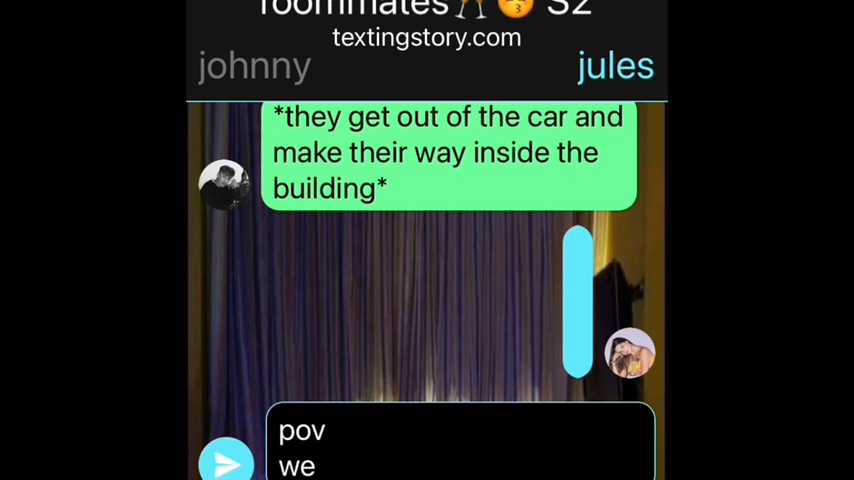 roommates🥂😚 S2
textingstory.com
johnny
jules
*they get out of the car and
make their way inside the
building*
pov
we